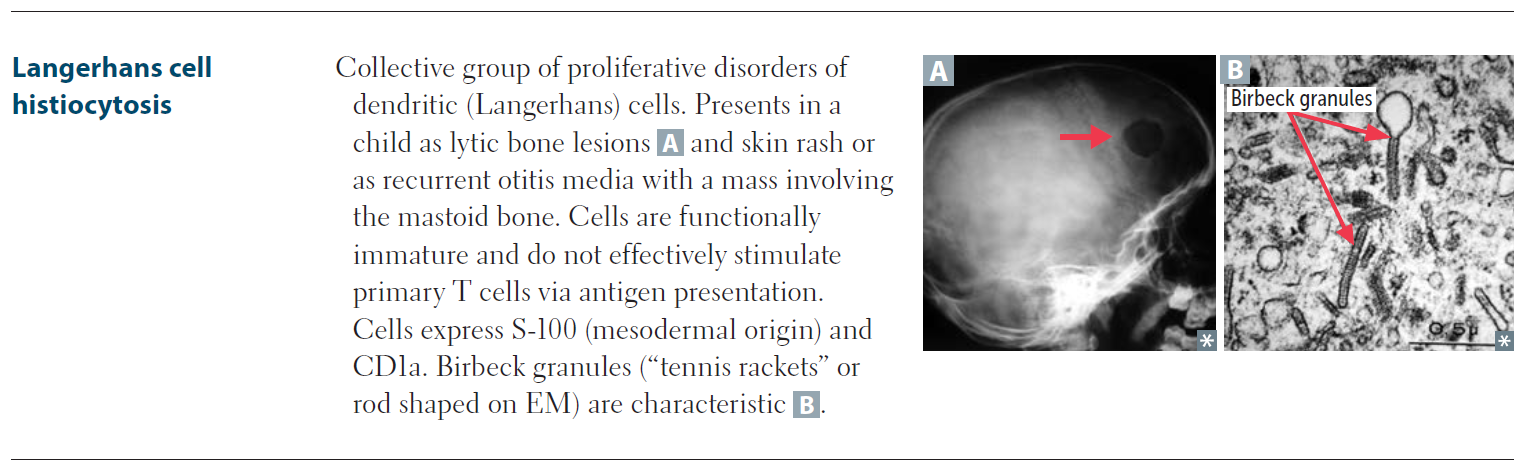 Langerhans cell
histiocytosis
Collective group of proliferative disorders of
dendritic (Langerhans) cells. Presents in a
child as lytic bone lesions A and skin rash or
as recurrent otitis media with a mass involving
the mastoid bone. Cells are functionally
immature and do not effectively stimulate
primary T cells via antigen presentation.
Cells express S-100 (mesodermal origin) and
CD1a. Birbeck granules (“tennis rackets” or
rod shaped on EM) are characteristic B.
A
*
B
Birbeck granules
0.5µ
*